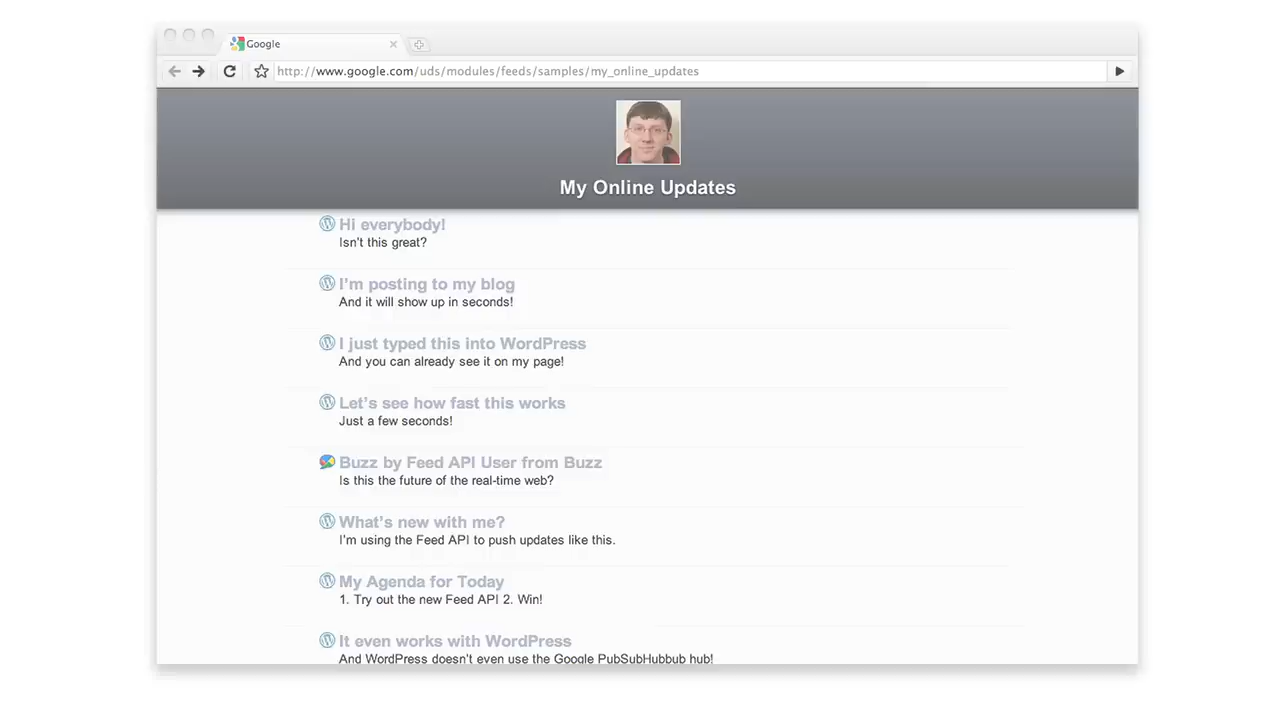 Google
http://www.google.com/uds/modules/feeds/samples/my_online_updates
My Online Updates
Hi everybody!
Isn't this great?
I'm posting to my blog
And it will show up in seconds!
I just typed this into WordPress
And you can already see it on my page!
Let's see how fast this works
Just a few seconds!
Buzz by Feed API User from Buzz
Is this the future of the real-time web?
What's new with me?
I'm using the Feed API to push updates like this.
My Agenda for Today
1. Try out the new Feed API 2. Win!
It even works with WordPress
And WordPress doesn't even use the Google PubSubHubbub hub!